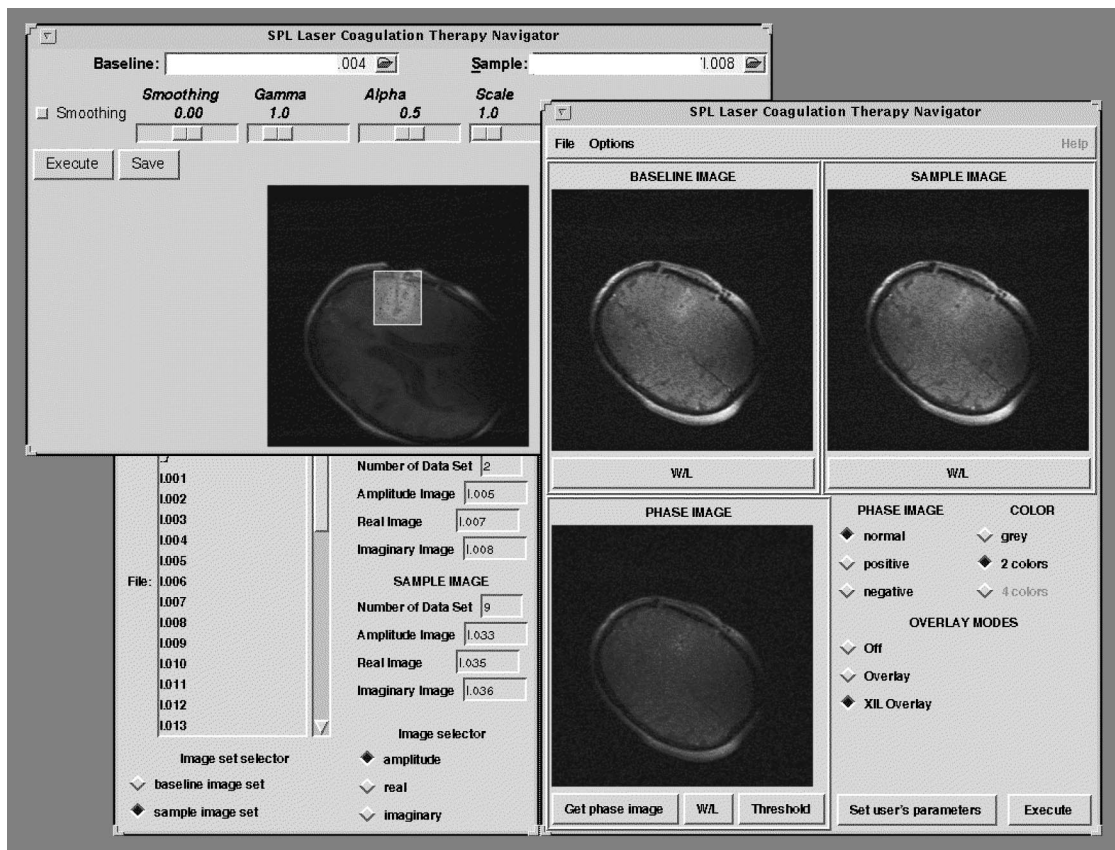 SPL Laser Coagulation Therapy Navigator
Baseline: .004 Sample: 1.008
Smoothing Gamma Alpha Scale
Smoothing 0.00 1.0 0.5 1.0
Execute Save
SPL Laser Coagulation Therapy Navigator
File Options Help
BASELINE IMAGE SAMPLE IMAGE
W/L W/L
File:
I.001
I.002
I.003
I.004
I.005
I.006
I.007
I.008
I.009
I.010
I.011
I.012
I.013
Number of Data Set 2
Amplitude Image I.005
Real Image I.007
Imaginary Image I.008
SAMPLE IMAGE
Number of Data Set 9
Amplitude Image I.033
Real Image I.035
Imaginary Image I.036
Image set selector
baseline image set
sample image set
Image selector
amplitude
real
imaginary
PHASE IMAGE
Get phase image W/L Threshold
PHASE IMAGE COLOR
normal grey
positive 2 colors
negative 4 colors
OVERLAY MODES
Off
Overlay
XIL Overlay
Set user's parameters Execute